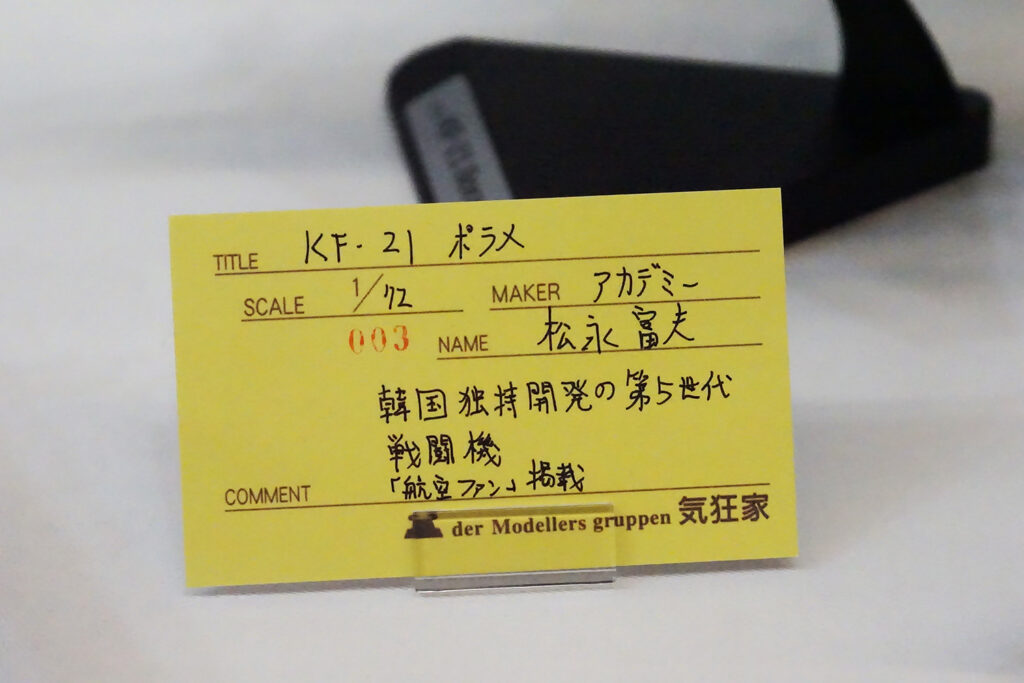 TITLE KF-21 ポラメ
SCALE 1/72 MAKER アカデミー
003 NAME 松永富夫
韓国独持開発の第5世代
戦闘機
COMMENT 「航空ファン」掲載
der Modellers gruppen 気狂家